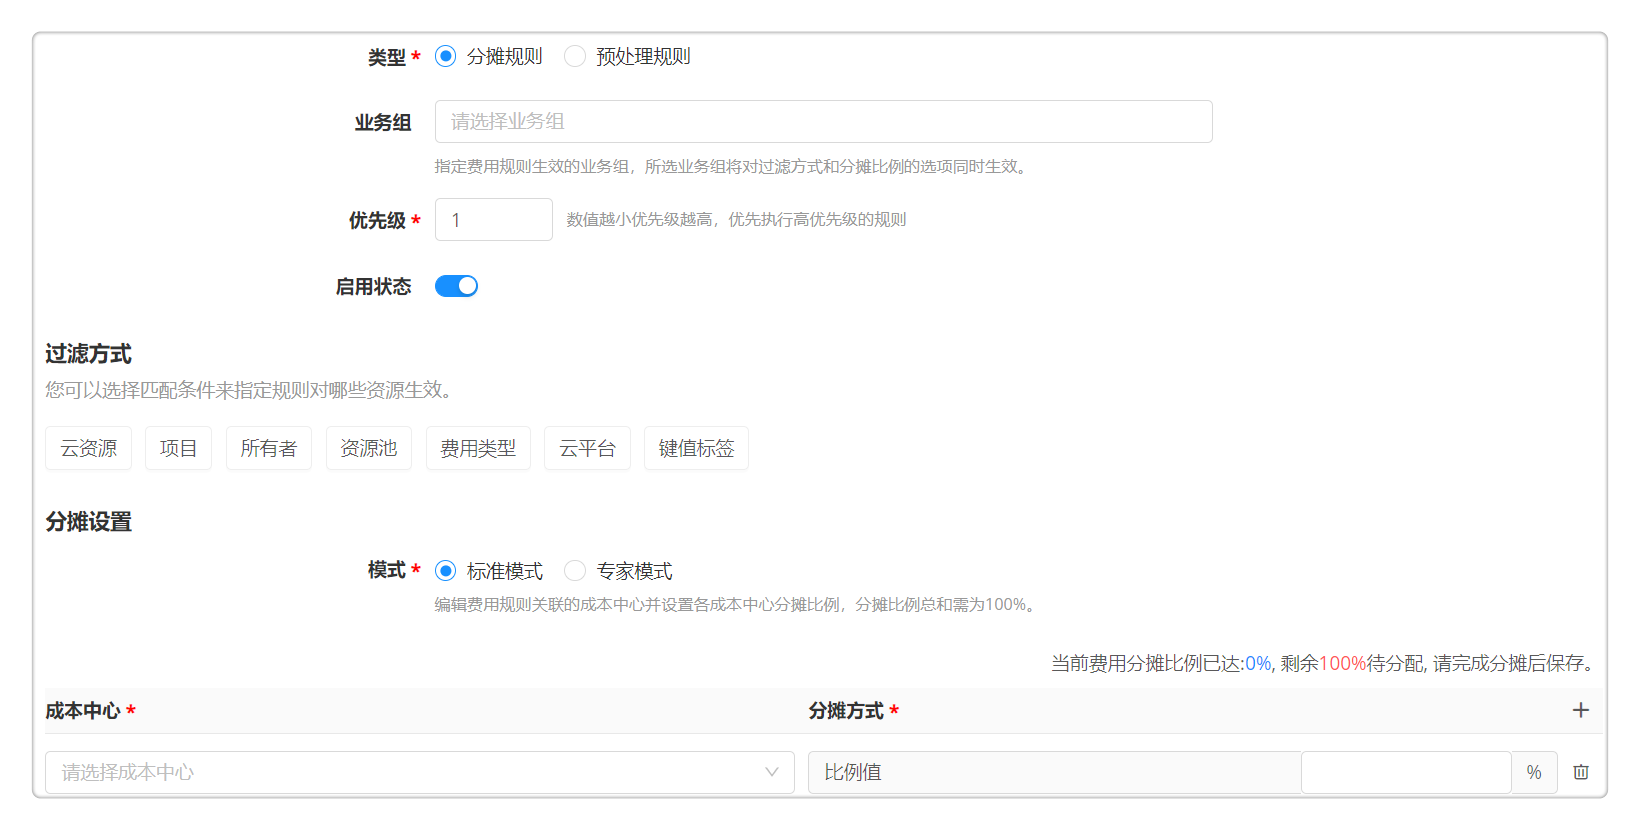 类型 * 分摊规则 预处理规则
业务组 请选择业务组
指定费用规则生效的业务组，所选业务组将对过滤方式和分摊比例的选项同时生效。
优先级 * 1 数值越小优先级越高，优先执行高优先级的规则
启用状态
过滤方式
您可以选择匹配条件来指定规则对哪些资源生效。
云资源 项目 所有者 资源池 费用类型 云平台 键值标签
分摊设置
模式 * 标准模式 专家模式
编辑费用规则关联的成本中心并设置各成本中心分摊比例，分摊比例总和需为100%。
当前费用分摊比例已达:0%, 剩余100%待分配, 请完成分摊后保存。
成本中心 * 分摊方式 * +
请选择成本中心 比例值 %